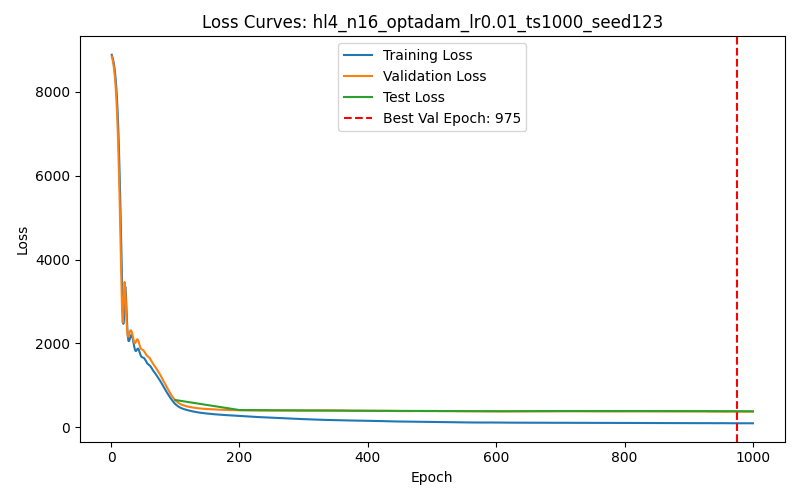 Loss Curves: hl4_n16_optadam_lr0.01_ts1000_seed123
Training Loss
Validation Loss
Test Loss
Best Val Epoch: 975
8000
6000
4000
2000
0
Loss
0
200
400
600
800
1000
Epoch